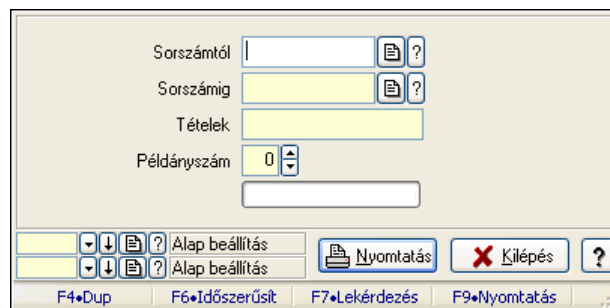 Sorszámtól ?
Sorszámig ?
Tételek
Példányszám 0
? Alap beállítás
? Alap beállítás
Nyomtatás Kilépés ?
F4•Dup F6•Időszerűsít F7•Lekérdezés F9•Nyomtatás